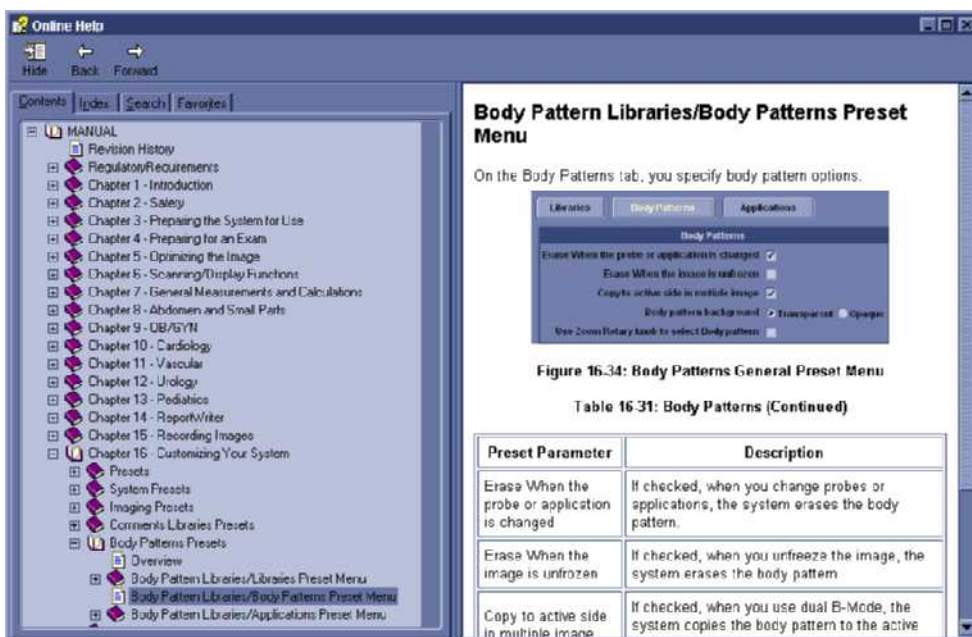 Online Help
Hide Back Forward
Contents Index Search Favorites
MANUAL
Revision History
RegulatoryRequirements
Chapter 1 - Introduction
Chapter 2 - Safety
Chapter 3 - Preparing the System for Use
Chapter 4 - Preparing for an Exam
Chapter 5 - Optimizing the Image
Chapter 6 - Scanning/Display Functions
Chapter 7 - General Measurements and Calculations
Chapter 8 - Abdomen and Small Parts
Chapter 9 - OB/GYN
Chapter 10 - Cardiology
Chapter 11 - Vascular
Chapter 12 - Urology
Chapter 13 - Pediatrics
Chapter 14 - ReportWriter
Chapter 15 - Recording Images
Chapter 16 - Customizing Your System
Presets
System Presets
Imaging Presets
Comments Libraries Presets
Body Patterns Presets
Overview
Body Pattern Libraries/Libraries Preset Menu
Body Pattern Libraries/Body Patterns Preset Menu
Body Pattern Libraries/Applications Preset Menu
Body Pattern Libraries/Body Patterns Preset
Menu
On the Body Patterns tab, you specify body pattern options.
Libraries Body Patterns Applications
Body Patterns
Erase When the probe or application is changed
Erase When the image is unfrozen
Copy to active side in multiple image
Body pattern background Transparent Opaque
Use Zoom Rotary knob to select Body pattern
Figure 16-34: Body Patterns General Preset Menu
Table 16-31: Body Patterns (Continued)
Preset Parameter Description
Erase When the
probe or application
is changed
If checked, when you change probes or
applications, the system erases the body
pattern.
Erase When the
image is unfrozen
If checked, when you unfreeze the image, the
system erases the body pattern
Copy to active side
in multiple image
If checked, when you use dual B-Mode, the
system copies the body pattern to the active